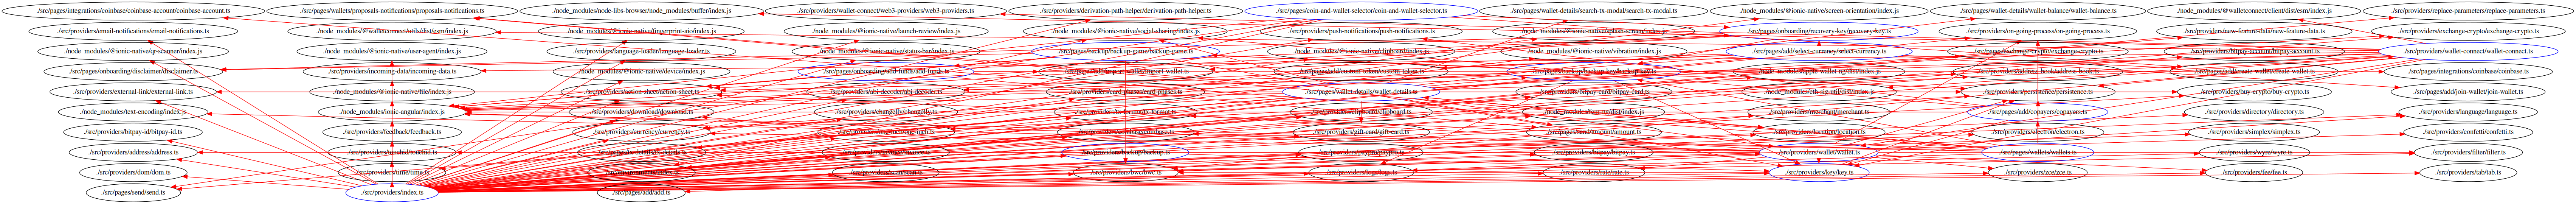 ./src/pages/integrations/coinbase/coinbase-account/coinbase-account.ts
./src/pages/wallets/proposals-notifications/proposals-notifications.ts
./node_modules/node-libs-browser/node_modules/buffer/index.js
./src/providers/wallet-connect/web3-providers/web3-providers.ts
./src/providers/derivation-path-helper/derivation-path-helper.ts
./src/pages/coin-and-wallet-selector/coin-and-wallet-selector.ts
./src/pages/wallet-details/search-tx-modal/search-tx-modal.ts
./node_modules/@ionic-native/screen-orientation/index.js
./src/pages/wallet-details/wallet-balance/wallet-balance.ts
./node_modules/@walletconnect/client/dist/esm/index.js
./src/providers/replace-parameters/replace-parameters.ts
./src/providers/email-notifications/email-notifications.ts
./node_modules/@walletconnect/utils/dist/esm/index.js
./node_modules/@ionic-native/fingerprint-aio/index.js
./node_modules/@ionic-native/launch-review/index.js
./node_modules/@ionic-native/social-sharing/index.js
./src/providers/push-notifications/push-notifications.ts
./node_modules/@ionic-native/splash-screen/index.js
./src/pages/onboarding/recovery-key/recovery-key.ts
./src/providers/on-going-process/on-going-process.ts
./src/providers/new-feature-data/new-feature-data.ts
./src/providers/exchange-crypto/exchange-crypto.ts
./node_modules/@ionic-native/qr-scanner/index.js
./node_modules/@ionic-native/user-agent/index.js
./src/providers/language-loader/language-loader.ts
./node_modules/@ionic-native/status-bar/index.js
./src/pages/backup/backup-game/backup-game.ts
./node_modules/@ionic-native/clipboard/index.js
./node_modules/@ionic-native/vibration/index.js
./src/pages/add/select-currency/select-currency.ts
./src/pages/exchange-crypto/exchange-crypto.ts
./src/providers/bitpay-account/bitpay-account.ts
./src/providers/wallet-connect/wallet-connect.ts
./src/pages/onboarding/disclaimer/disclaimer.ts
./src/providers/incoming-data/incoming-data.ts
./node_modules/@ionic-native/device/index.js
./src/pages/onboarding/add-funds/add-funds.ts
./src/pages/add/import-wallet/import-wallet.ts
./src/pages/add/custom-token/custom-token.ts
./src/pages/backup/backup-key/backup-key.ts
./node_modules/apple-wallet-ng/dist/index.js
./src/providers/address-book/address-book.ts
./src/pages/add/create-wallet/create-wallet.ts
./src/pages/integrations/coinbase/coinbase.ts
./src/providers/external-link/external-link.ts
./node_modules/@ionic-native/file/index.js
./src/providers/action-sheet/action-sheet.ts
./src/providers/abi-decoder/abi-decoder.ts
./src/providers/card-phases/card-phases.ts
./src/pages/wallet-details/wallet-details.ts
./src/providers/bitpay-card/bitpay-card.ts
./node_modules/eth-sig-util/dist/index.js
./src/providers/persistence/persistence.ts
./src/providers/buy-crypto/buy-crypto.ts
./src/pages/add/join-wallet/join-wallet.ts
./node_modules/text-encoding/index.js
./node_modules/ionic-angular/index.js
./src/providers/download/download.ts
./src/providers/changelly/changelly.ts
./src/providers/tx-format/tx-format.ts
./src/providers/clipboard/clipboard.ts
./src/providers/merchant/merchant.ts
./src/pages/add/copayers/copayers.ts
./src/providers/directory/directory.ts
./src/providers/language/language.ts
./src/providers/bitpay-id/bitpay-id.ts
./src/providers/feedback/feedback.ts
./src/providers/currency/currency.ts
./src/providers/one-inch/one-inch.ts
./src/providers/coinbase/coinbase.ts
./src/providers/gift-card/gift-card.ts
./src/pages/send/amount/amount.ts
./src/providers/location/location.ts
./src/providers/electron/electron.ts
./src/providers/simplex/simplex.ts
./src/providers/confetti/confetti.ts
./src/providers/address/address.ts
./src/providers/touchid/touchid.ts
./src/pages/tx-details/tx-details.ts
./src/providers/invoice/invoice.ts
./src/providers/backup/backup.ts
./src/providers/paypro/paypro.ts
./src/providers/bitpay/bitpay.ts
./src/providers/wallet/wallet.ts
./src/pages/wallets/wallets.ts
./src/providers/wyre/wyre.ts
./src/providers/filter/filter.ts
./src/providers/dom/dom.ts
./src/providers/time/time.ts
./src/providers/scan/scan.ts
./src/providers/bwc/bwc.ts
./src/providers/logs/logs.ts
./src/providers/rate/rate.ts
./src/providers/key/key.ts
./src/providers/zce/zce.ts
./src/providers/fee/fee.ts
./src/providers/tab/tab.ts
./src/pages/send/send.ts
./src/providers/index.ts
./src/pages/add/add.ts